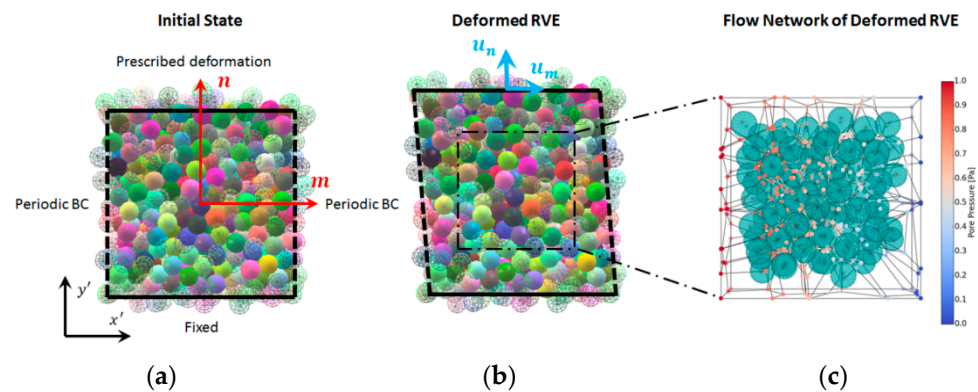 Initial State
Deformed RVE
Flow Network of Deformed RVE
Prescribed deformation
n
m
Periodic BC
Periodic BC
y′
x′
Fixed
u_n
u_m
1.0
0.9
0.8
0.7
0.6
0.5
0.4
0.3
0.2
0.1
0.0
Pore Pressure [Pa]
(a)
(b)
(c)